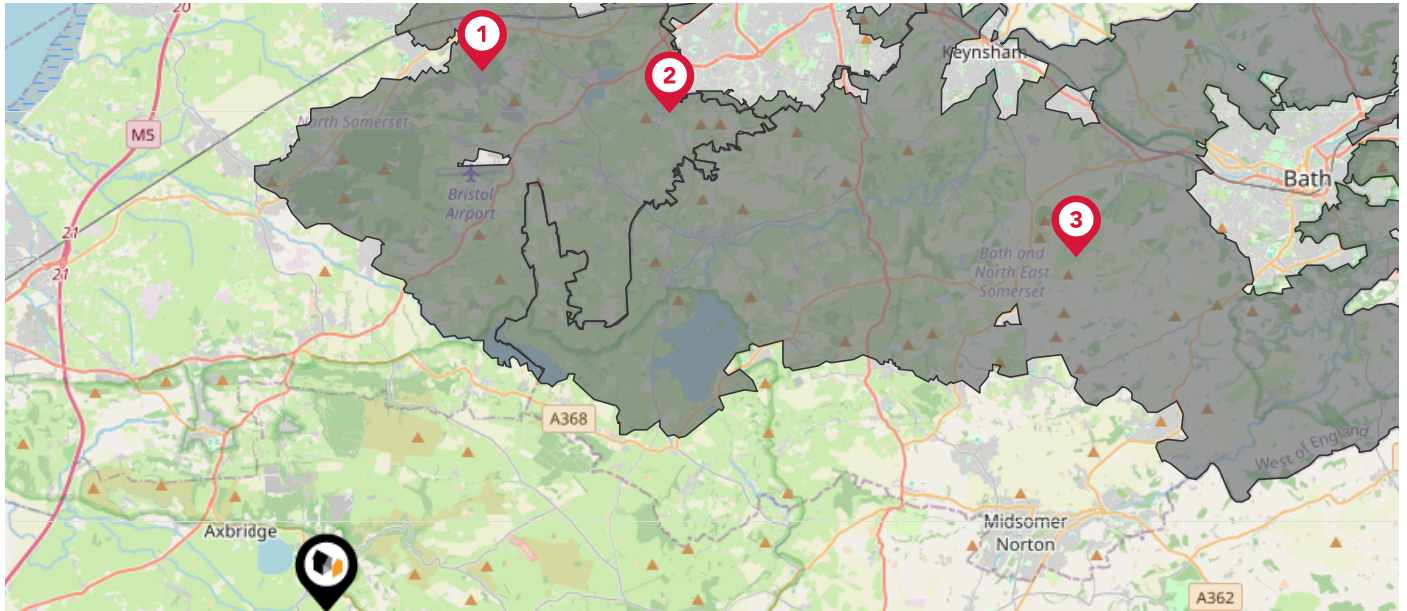 20
1
2
Keynsham
North Somerset
M5
Bristol
Airport
Bath
21
3
21
Bath and
North East
Somerset
A368
West of England
Axbridge
Midsomer
Norton
A362